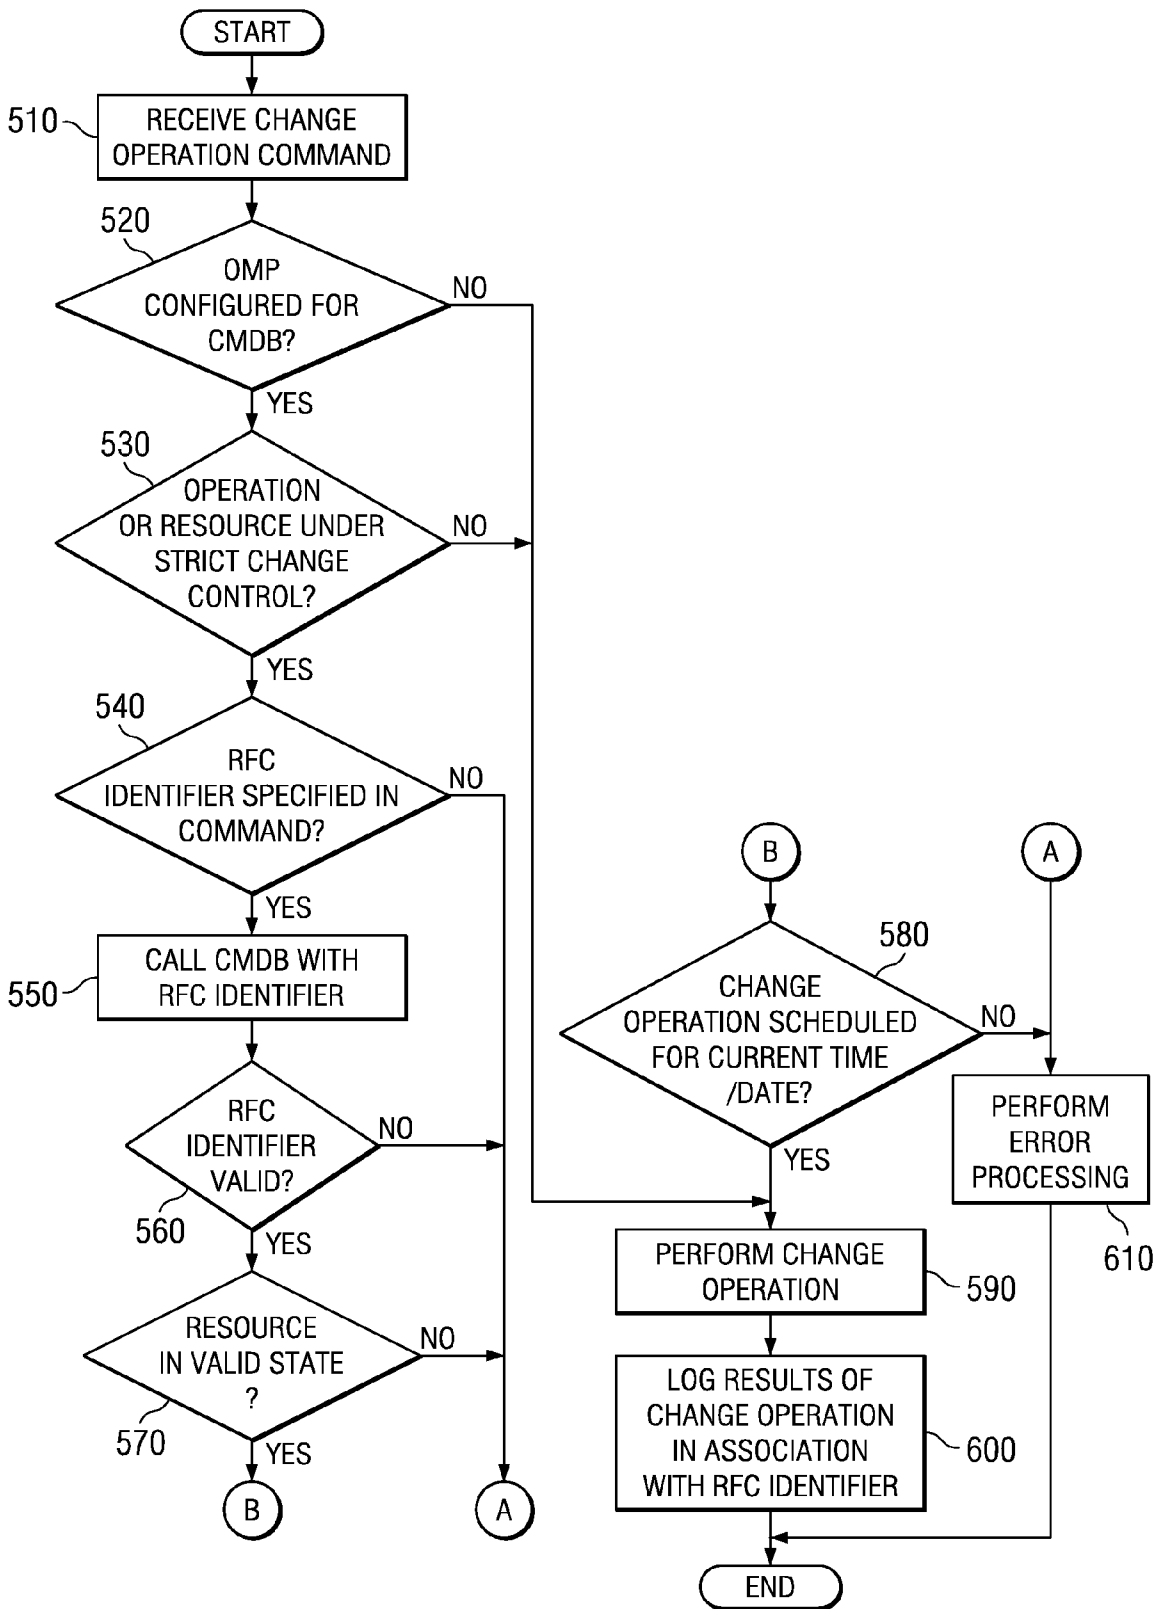 START
510
RECEIVE CHANGE
OPERATION COMMAND
520
OMP
CONFIGURED FOR
CMDB?
NO
YES
530
OPERATION
OR RESOURCE UNDER
STRICT CHANGE
CONTROL?
NO
YES
540
RFC
IDENTIFIER SPECIFIED IN
COMMAND?
NO
YES
550
CALL CMDB WITH
RFC IDENTIFIER
RFC
IDENTIFIER
VALID?
NO
560
YES
RESOURCE
IN VALID STATE
?
NO
570
YES
B
A
B
A
580
CHANGE
OPERATION SCHEDULED
FOR CURRENT TIME
/DATE?
NO
YES
PERFORM
ERROR
PROCESSING
610
PERFORM CHANGE
OPERATION
590
LOG RESULTS OF
CHANGE OPERATION
IN ASSOCIATION
WITH RFC IDENTIFIER
600
END